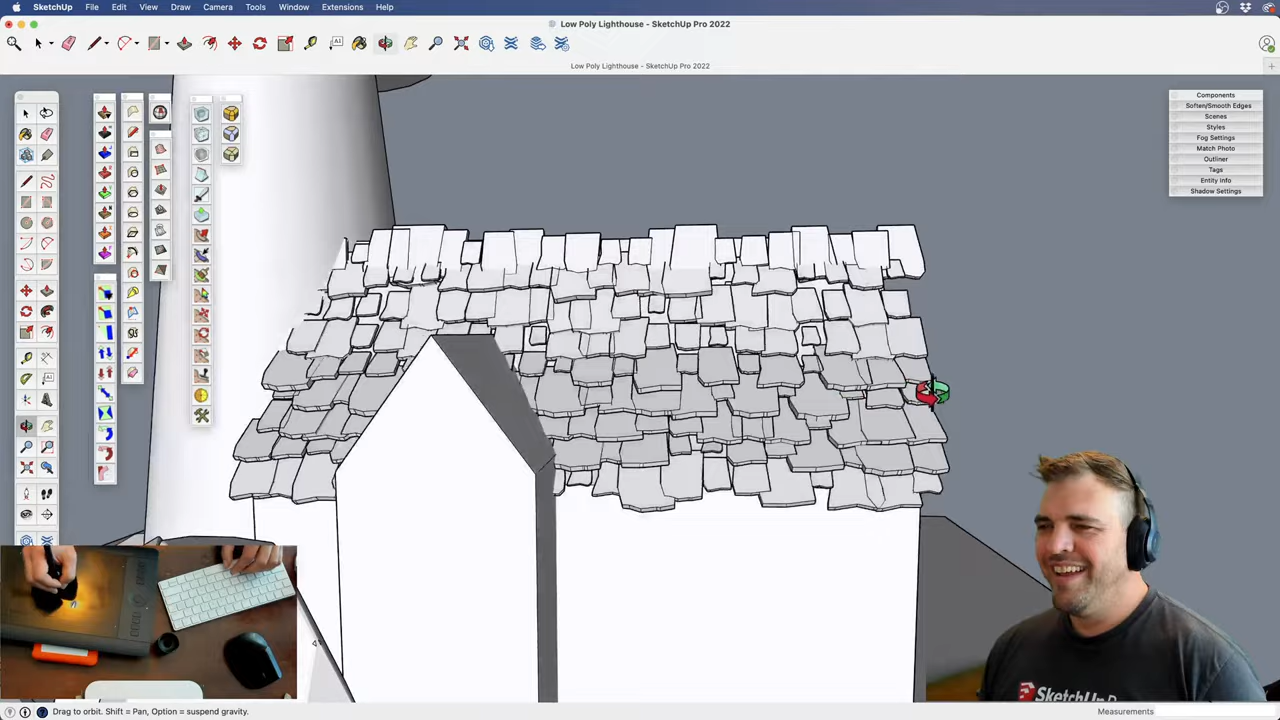 SketchUp File Edit View Draw Camera Tools Window Extensions Help
Low Poly Lighthouse - SketchUp Pro 2022
Low Poly Lighthouse - SketchUp Pro 2022
Components
Soften/Smooth Edges
Scenes
Styles
Fog Settings
Match Photo
Outliner
Tags
Entity Info
Shadow Settings
SketchUp
Drag to orbit. Shift = Pan, Option = suspend gravity.
Measurements